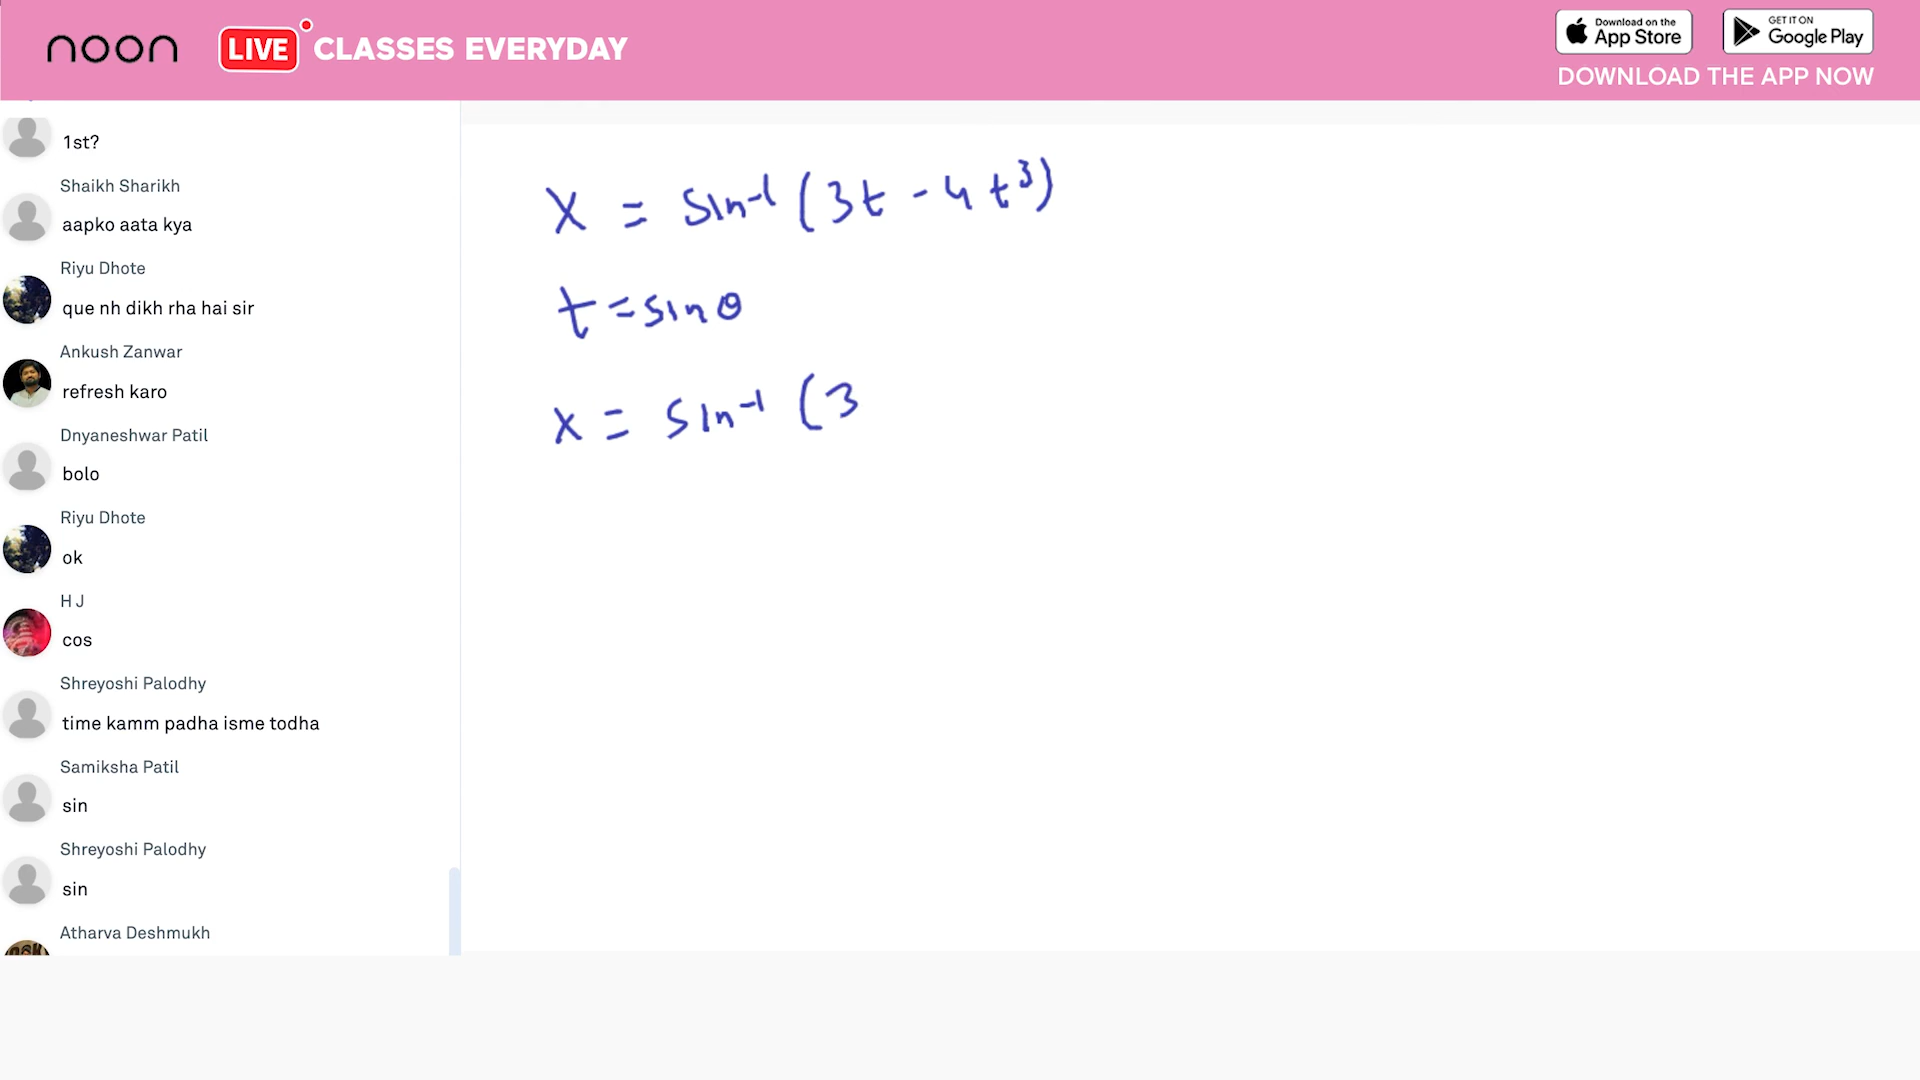 noon LIVE CLASSES EVERYDAY
Download on the App Store
GET IT ON Google Play
DOWNLOAD THE APP NOW
1st?
Shaikh Sharikh
aapko aata kya
Riyu Dhote
que nh dikh rha hai sir
Ankush Zanwar
refresh karo
Dnyaneshwar Patil
bolo
Riyu Dhote
ok
H J
cos
Shreyoshi Palodhy
time kamm padha isme todha
Samiksha Patil
sin
Shreyoshi Palodhy
sin
Atharva Deshmukh
x = sin⁻¹ (3t - 4t³)
t = sin θ
x = sin⁻¹ (3